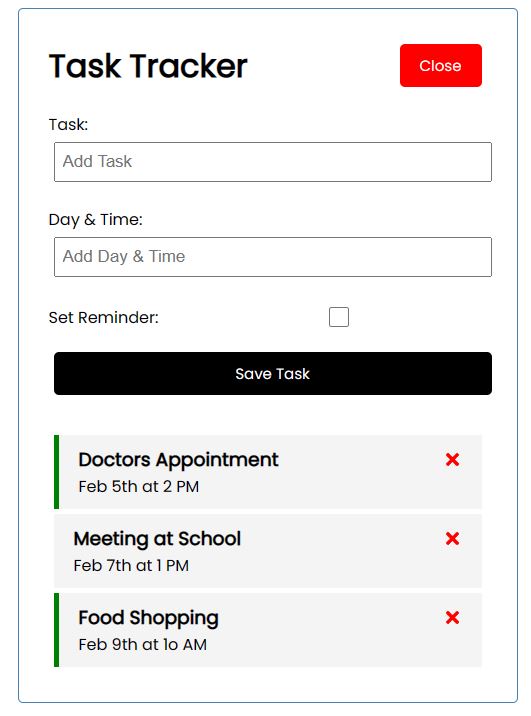 Task Tracker
Close
Task:
Add Task
Day & Time:
Add Day & Time
Set Reminder:
Save Task
Doctors Appointment
Feb 5th at 2 PM
Meeting at School
Feb 7th at 1 PM
Food Shopping
Feb 9th at 1o AM